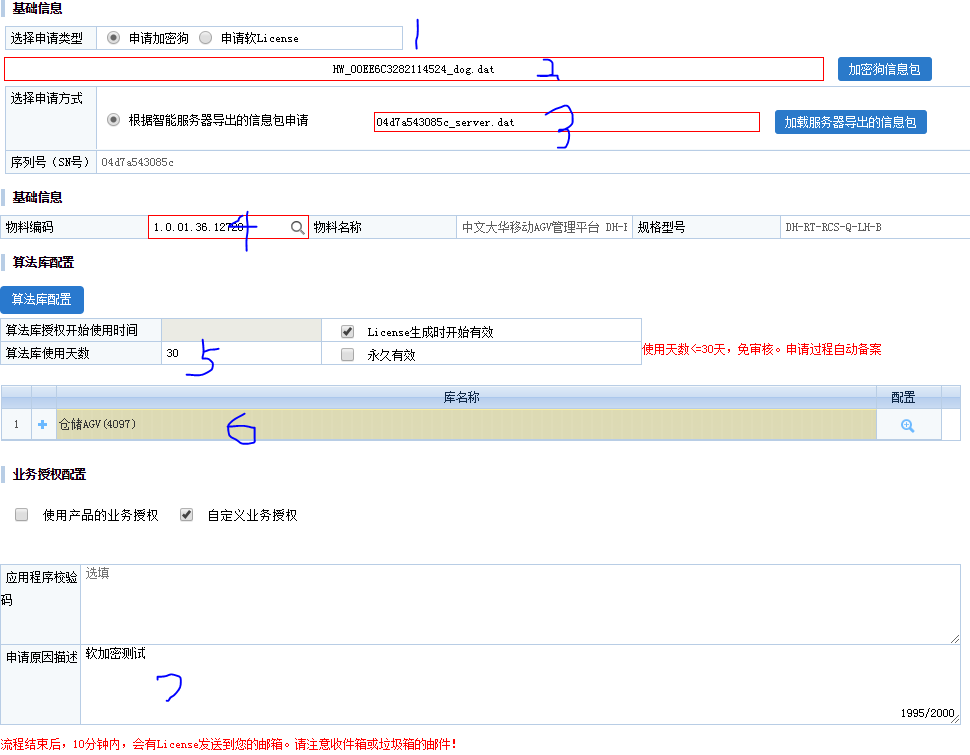 基础信息
选择申请类型 申请加密狗 申请软License 1
HW_00EE6C3282114524_dog.dat 2 加密狗信息包
选择申请方式
根据智能服务器导出的信息包申请 04d7a543085c_server.dat 3 加载服务器导出的信息包
序列号（SN号） 04d7a543085c
基础信息
物料编码 1.0.01.36.12720 4 物料名称 中文大华移动AGV管理平台 DH-I 规格型号 DH-RT-RCS-Q-LH-B
算法库配置
算法库配置
算法库授权开始使用时间 License生成时开始有效
算法库使用天数 30 5 永久有效 使用天数<=30天，免审核。申请过程自动备案
库名称 配置
1 仓储AGV(4097) 6
业务授权配置
使用产品的业务授权 自定义业务授权
应用程序校验码 选填
申请原因描述 软加密测试
7
1995/2000
流程结束后，10分钟内，会有License发送到您的邮箱。请注意收件箱或垃圾箱的邮件！